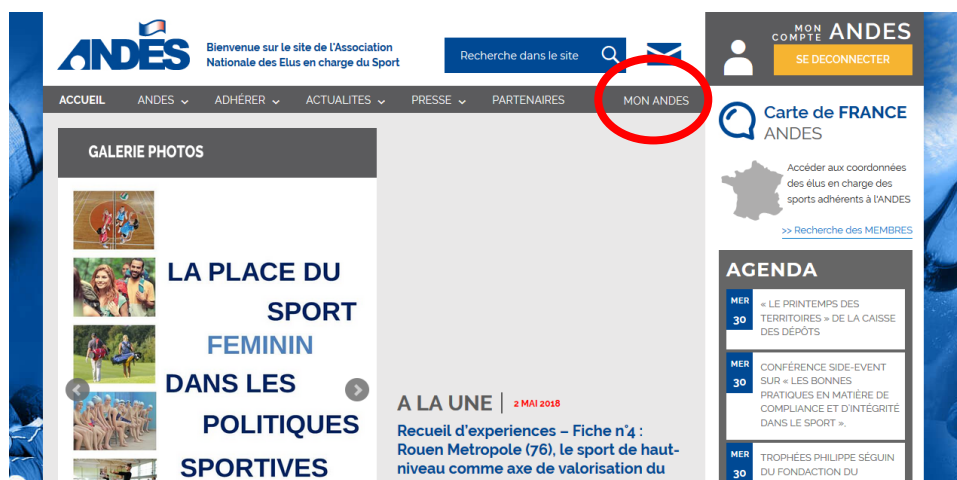 ANDES
Bienvenue sur le site de l'Association
Nationale des Elus en charge du Sport
Recherche dans le site
MON
COMPTE ANDES
SE DECONNECTER
ACCUEIL ANDES ADHÉRER ACTUALITES PRESSE PARTENAIRES MON ANDES
GALERIE PHOTOS
LA PLACE DU
SPORT
FEMININ
DANS LES
POLITIQUES
SPORTIVES
A LA UNE | 2 MAI 2018
Recueil d'experiences – Fiche n°4 :
Rouen Metropole (76), le sport de haut-
niveau comme axe de valorisation du
Carte de FRANCE
ANDES
Accéder aux coordonnées
des élus en charge des
sports adhérents à l'ANDES
>> Recherche des MEMBRES
AGENDA
MER
30
« LE PRINTEMPS DES
TERRITOIRES » DE LA CAISSE
DES DÉPÔTS
MER
30
CONFÉRENCE SIDE-EVENT
SUR « LES BONNES
PRATIQUES EN MATIÈRE DE
COMPLIANCE ET D'INTÉGRITÉ
DANS LE SPORT ».
MER
30
TROPHÉES PHILIPPE SÉGUIN
DU FONDACTION DU